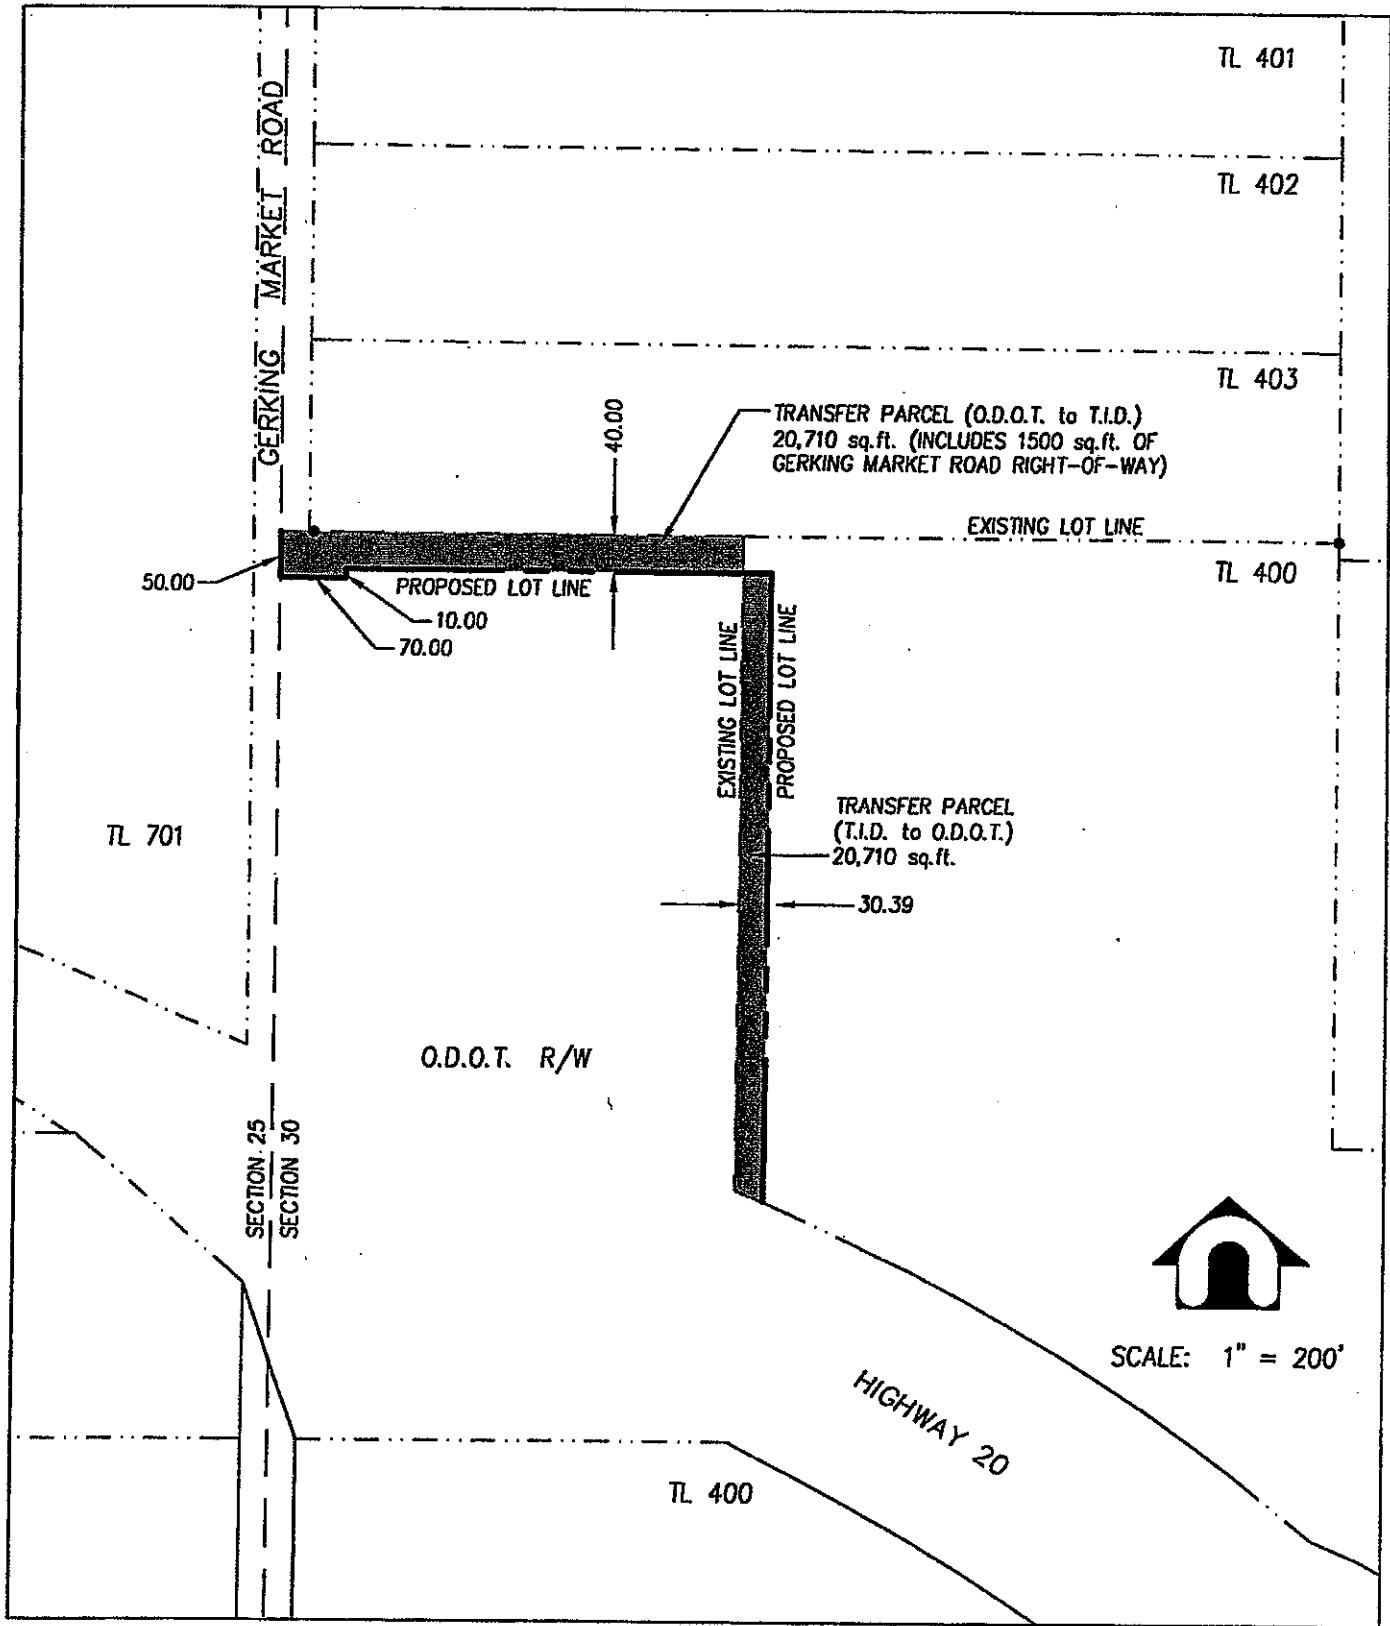 TL 401
GERKING MARKET ROAD
TL 402
TL 403
40.00
TRANSFER PARCEL (O.D.O.T. to T.I.D.)
20,710 sq.ft. (INCLUDES 1500 sq.ft. OF
GERKING MARKET ROAD RIGHT-OF-WAY)
EXISTING LOT LINE
TL 400
50.00
PROPOSED LOT LINE
10.00
70.00
EXISTING LOT LINE
PROPOSED LOT LINE
TRANSFER PARCEL
(T.I.D. to O.D.O.T.)
20,710 sq.ft.
TL 701
30.39
O.D.O.T. R/W
SECTION 25
SECTION 30
SCALE: 1" = 200'
HIGHWAY 20
TL 400